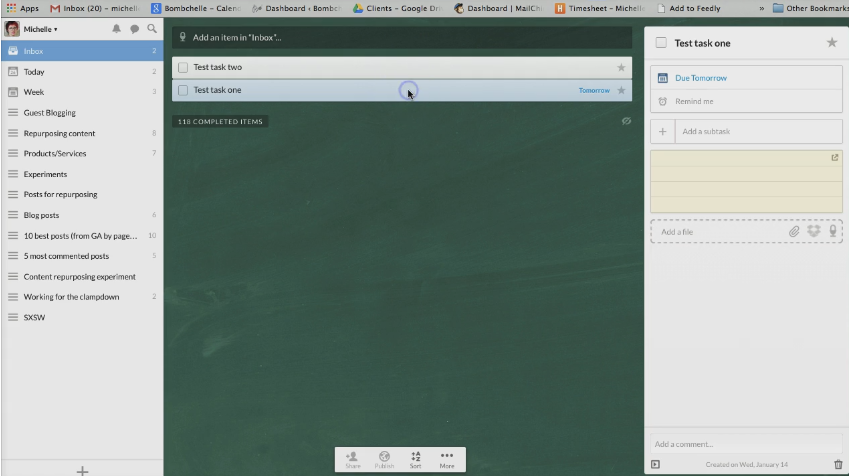 Apps Inbox (20) – michell Bombchelle – Calend Dashboard ‹ Bombch Clients – Google Dri Dashboard | MailChi Timesheet – Michelle Add to Feedly » Other Bookmarks
Michelle
Inbox 2
Today 2
Week 3
Guest Blogging
Repurposing content 8
Products/Services 7
Experiments
Posts for repurposing
Blog posts 6
10 best posts (from GA by page... 10
5 most commented posts
Content repurposing experiment
Working for the clampdown 2
SXSW
Add an item in "Inbox"...
Test task two
Test task one Tomorrow
118 COMPLETED ITEMS
Share Publish Sort More
Test task one
Due Tomorrow
Remind me
Add a subtask
Add a file
Add a comment...
Created on Wed, January 14